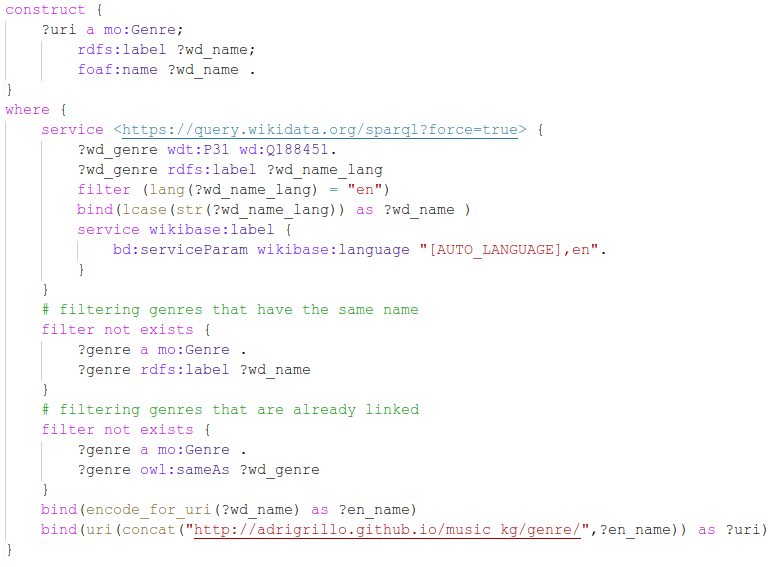 construct {
    ?uri a mo:Genre;
        rdfs:label ?wd_name;
        foaf:name ?wd_name .
}
where {
    service <https://query.wikidata.org/sparql?force=true> {
        ?wd_genre wdt:P31 wd:Q188451.
        ?wd_genre rdfs:label ?wd_name_lang
        filter (lang(?wd_name_lang) = "en")
        bind(lcase(str(?wd_name_lang)) as ?wd_name )
        service wikibase:label {
            bd:serviceParam wikibase:language "[AUTO_LANGUAGE],en".
        }
    }
    # filtering genres that have the same name
    filter not exists {
        ?genre a mo:Genre .
        ?genre rdfs:label ?wd_name
    }
    # filtering genres that are already linked
    filter not exists {
        ?genre a mo:Genre .
        ?genre owl:sameAs ?wd_genre
    }
    bind(encode_for_uri(?wd_name) as ?en_name)
    bind(uri(concat("http://adrigrillo.github.io/music_kg/genre/",?en_name)) as ?uri)
}